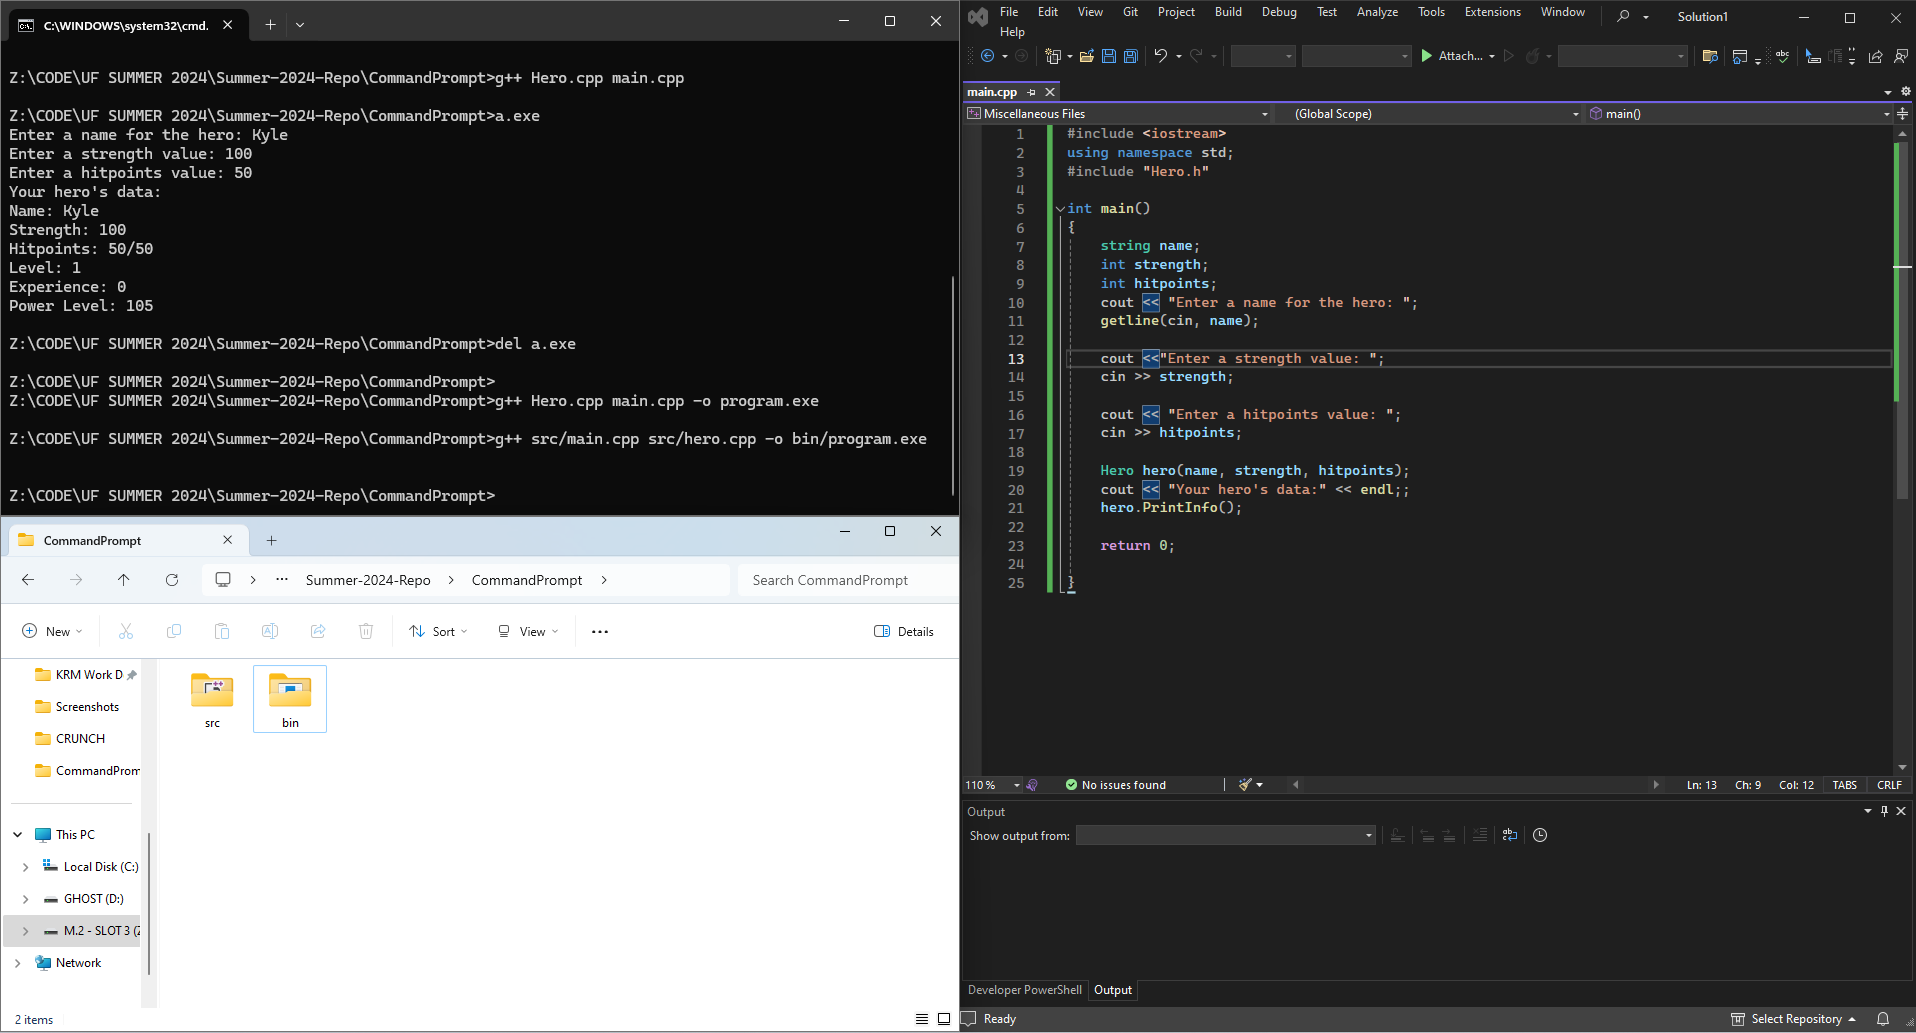 C:\WINDOWS\system32\cmd.
Z:\CODE\UF SUMMER 2024\Summer-2024-Repo\CommandPrompt>g++ Hero.cpp main.cpp
Z:\CODE\UF SUMMER 2024\Summer-2024-Repo\CommandPrompt>a.exe
Enter a name for the hero: Kyle
Enter a strength value: 100
Enter a hitpoints value: 50
Your hero's data:
Name: Kyle
Strength: 100
Hitpoints: 50/50
Level: 1
Experience: 0
Power Level: 105
Z:\CODE\UF SUMMER 2024\Summer-2024-Repo\CommandPrompt>del a.exe
Z:\CODE\UF SUMMER 2024\Summer-2024-Repo\CommandPrompt>
Z:\CODE\UF SUMMER 2024\Summer-2024-Repo\CommandPrompt>g++ Hero.cpp main.cpp -o program.exe
Z:\CODE\UF SUMMER 2024\Summer-2024-Repo\CommandPrompt>g++ src/main.cpp src/hero.cpp -o bin/program.exe
Z:\CODE\UF SUMMER 2024\Summer-2024-Repo\CommandPrompt>
CommandPrompt
Summer-2024-Repo > CommandPrompt >
Search CommandPrompt
New
Sort
View
Details
KRM Work D
Screenshots
CRUNCH
CommandProm
This PC
Local Disk (C:)
GHOST (D:)
M.2 - SLOT 3 (Z
Network
src
bin
2 items
File Edit View Git Project Build Debug Test Analyze Tools Extensions Window
Solution1
Help
Attach...
main.cpp
Miscellaneous Files
(Global Scope)
main()
1 #include <iostream>
2 using namespace std;
3 #include "Hero.h"
4
5 int main()
6 {
7 string name;
8 int strength;
9 int hitpoints;
10 cout << "Enter a name for the hero: ";
11 getline(cin, name);
12
13 cout <<"Enter a strength value: ";
14 cin >> strength;
15
16 cout << "Enter a hitpoints value: ";
17 cin >> hitpoints;
18
19 Hero hero(name, strength, hitpoints);
20 cout << "Your hero's data:" << endl;;
21 hero.PrintInfo();
22
23 return 0;
24
25 }
110 %
No issues found
Ln: 13 Ch: 9 Col: 12 TABS CRLF
Output
Show output from:
Developer PowerShell
Output
Ready
Select Repository